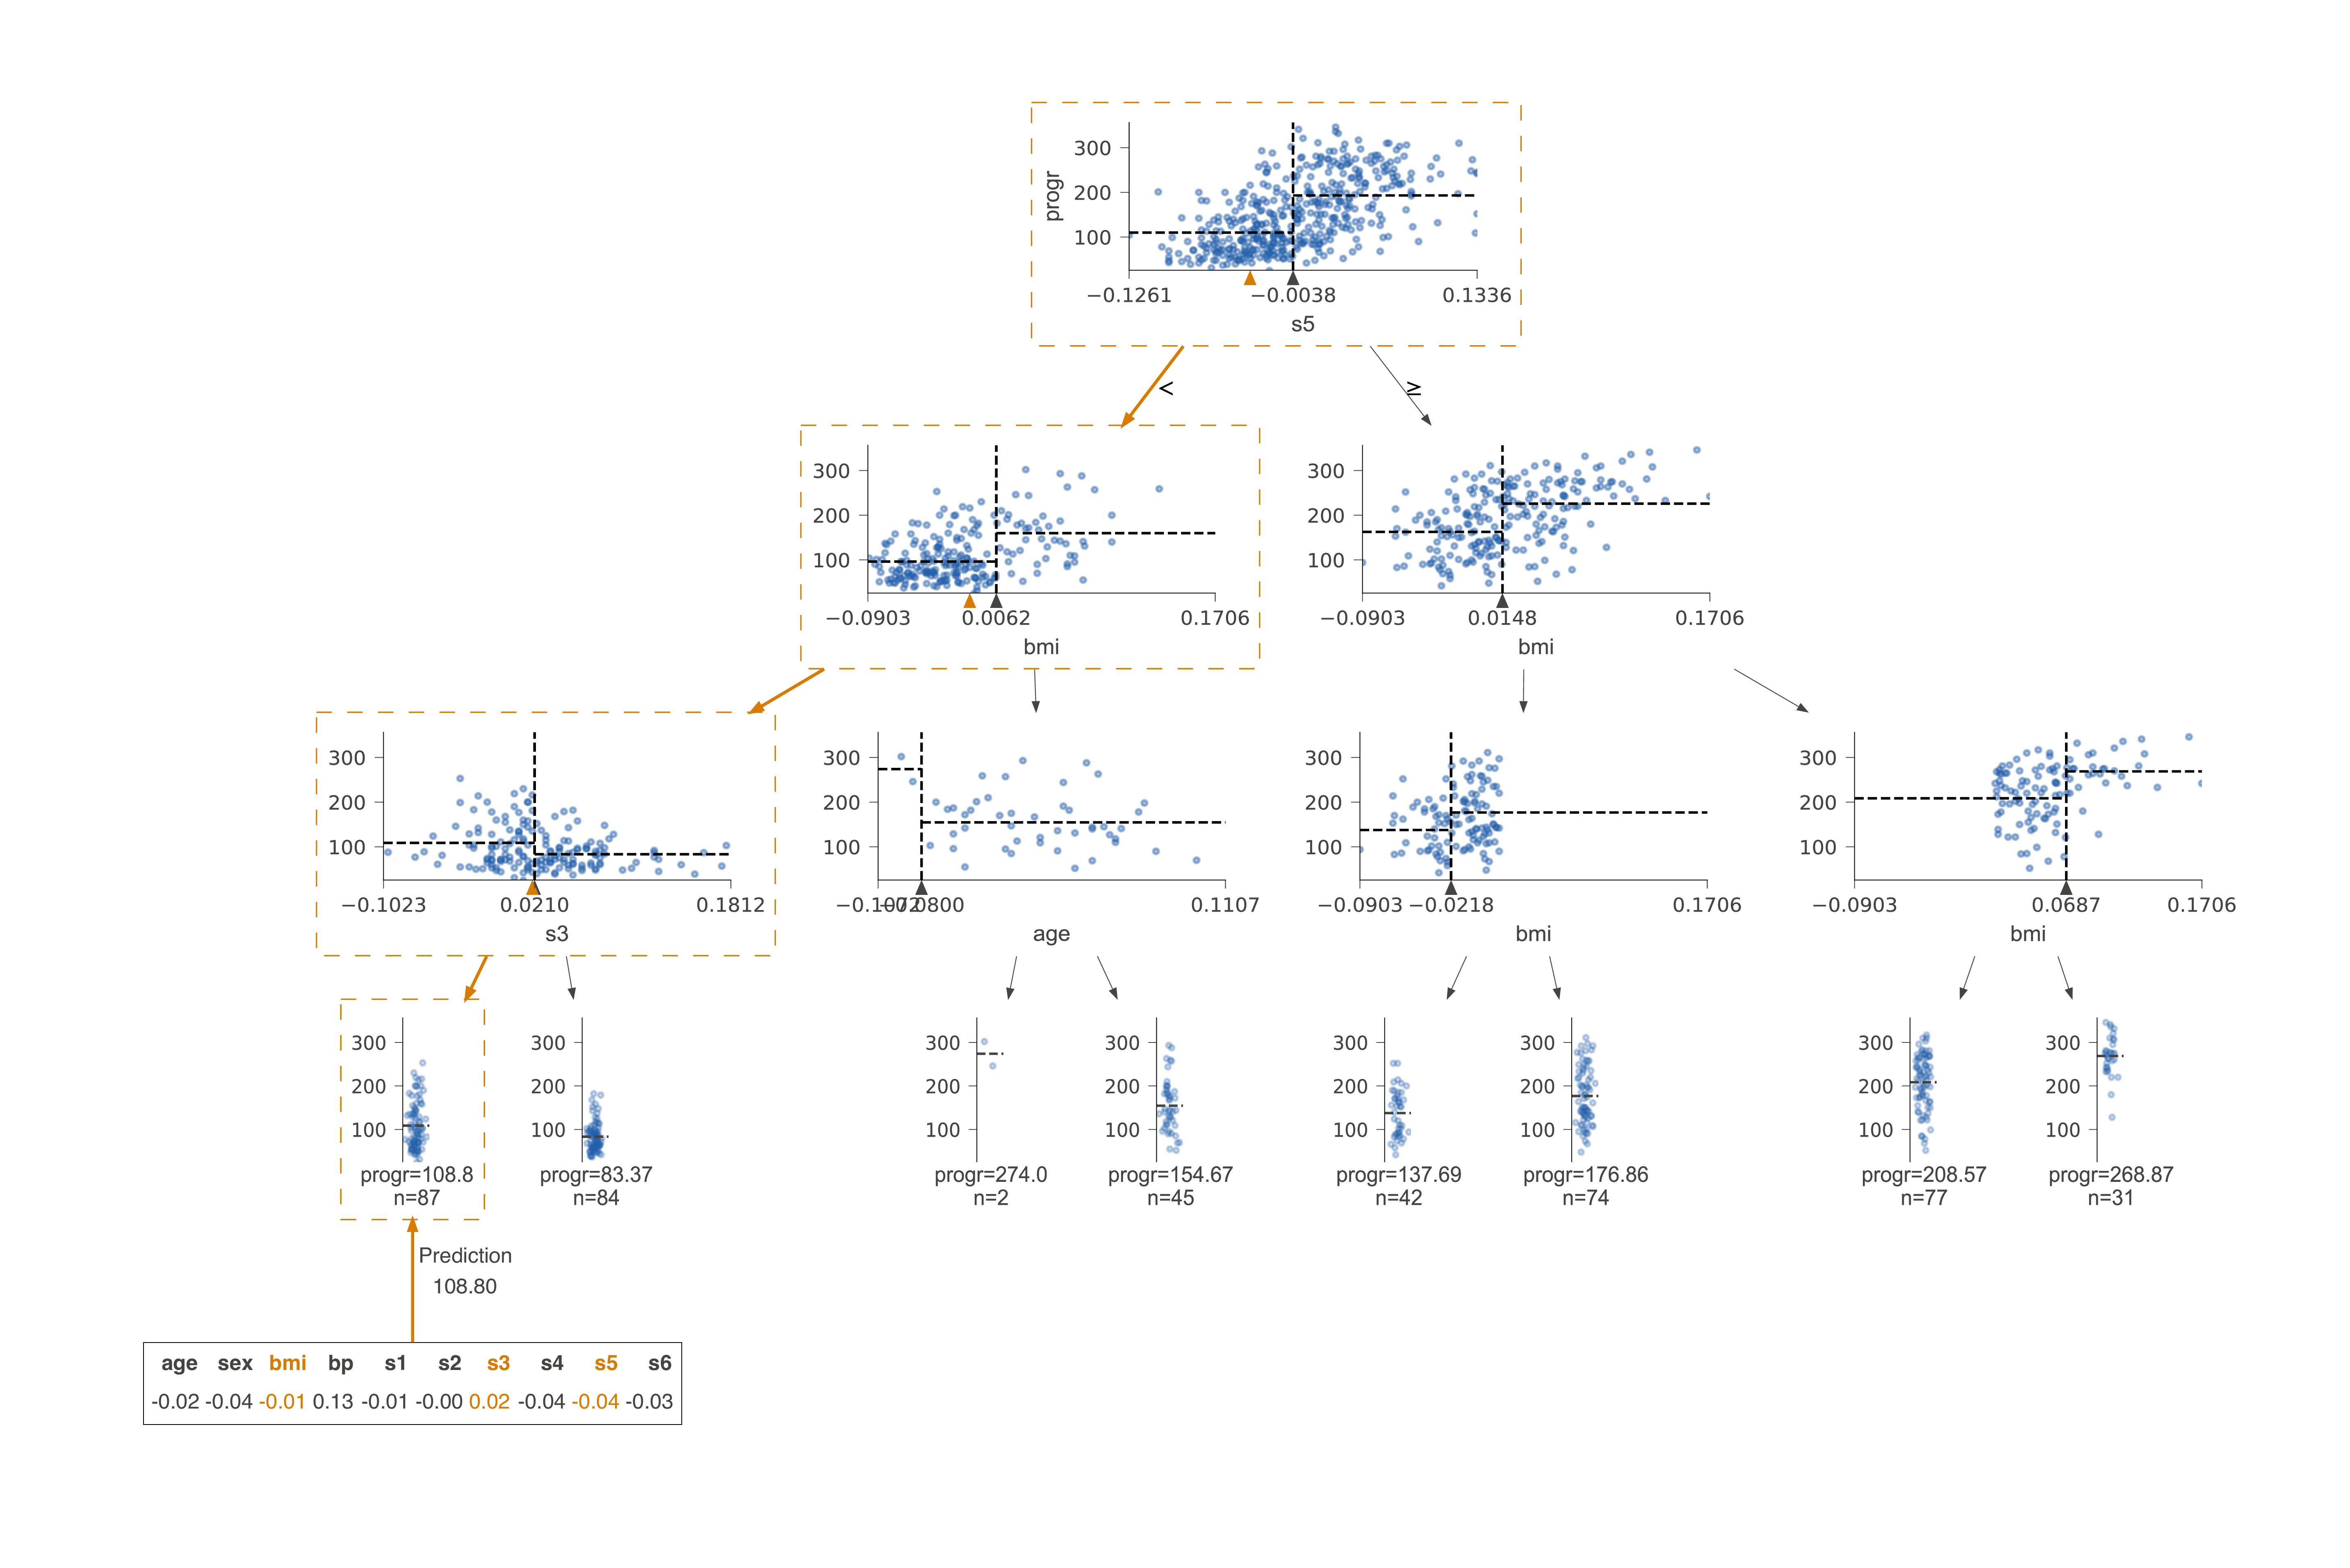 300
200
100
progr
−0.1261 −0.0038 0.1336
s5
< ≥
300
200
100
−0.0903 0.0062 0.1706
bmi
300
200
100
−0.0903 0.0148 0.1706
bmi
300
200
100
−0.1023 0.0210 0.1812
s3
300
200
100
−0.1072 −0.0800 0.1107
age
300
200
100
−0.0903 −0.0218 0.1706
bmi
300
200
100
−0.0903 0.0687 0.1706
bmi
300
200
100
progr=108.8
n=87
300
200
100
progr=83.37
n=84
300
200
100
progr=274.0
n=2
300
200
100
progr=154.67
n=45
300
200
100
progr=137.69
n=42
300
200
100
progr=176.86
n=74
300
200
100
progr=208.57
n=77
300
200
100
progr=268.87
n=31
Prediction
108.80
age sex bmi bp s1 s2 s3 s4 s5 s6
-0.02 -0.04 -0.01 0.13 -0.01 -0.00 0.02 -0.04 -0.04 -0.03